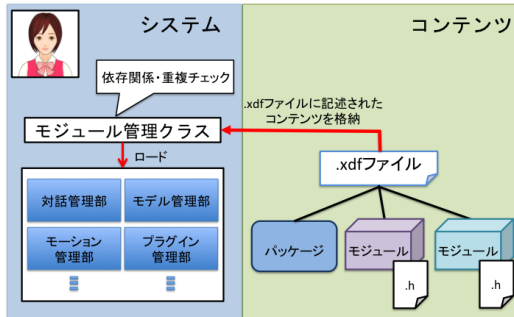 システム
コンテンツ
依存関係・重複チェック
.xdfファイルに記述された
コンテンツを格納
モジュール管理クラス
ロード
.xdfファイル
対話管理部
モデル管理部
モーション
管理部
プラグイン
管理部
パッケージ
モジュール
モジュール
.h
.h